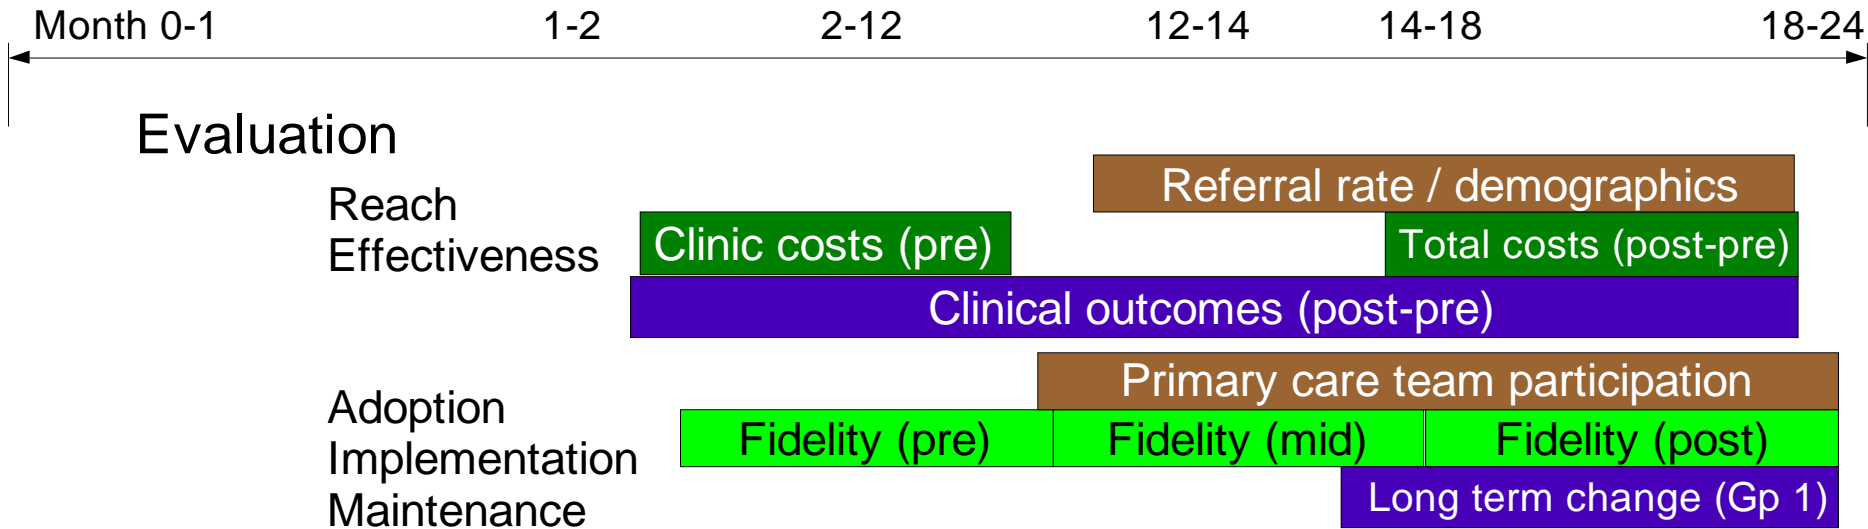 Month 0-1 1-2 2-12 12-14 14-18 18-24
Evaluation
Referral rate / demographics
Reach
Effectiveness
Clinic costs (pre)
Total costs (post-pre)
Clinical outcomes (post-pre)
Primary care team participation
Adoption
Fidelity (pre) Fidelity (mid) Fidelity (post)
Implementation
Long term change (Gp 1)
Maintenance